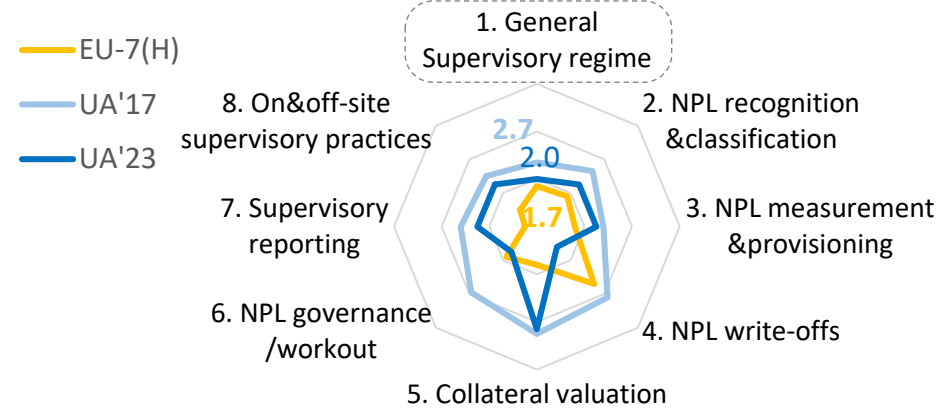 EU-7(H)
UA'17
UA'23
1. General
Supervisory regime
2. NPL recognition
&classification
3. NPL measurement
&provisioning
4. NPL write-offs
5. Collateral valuation
6. NPL governance
/workout
7. Supervisory
reporting
8. On&off-site
supervisory practices
2.7
2.0
1.7